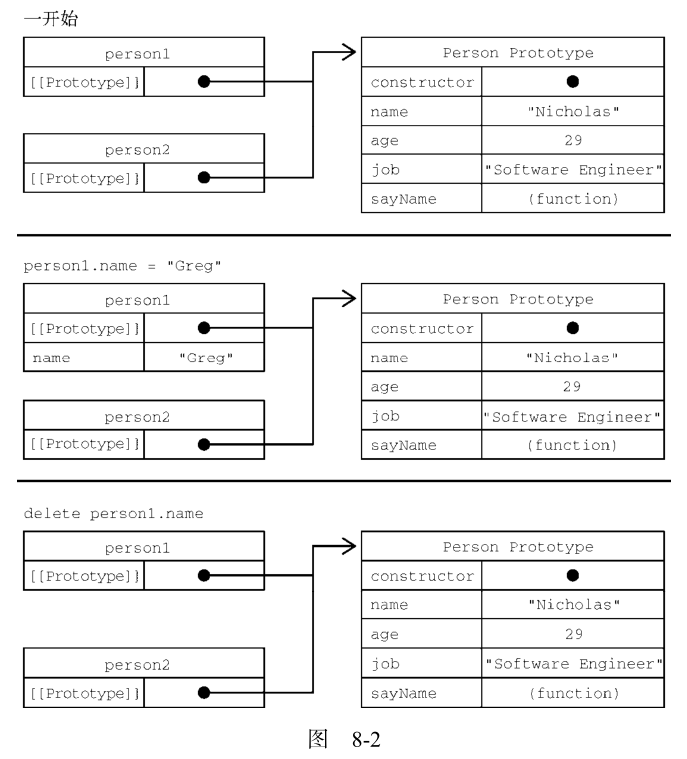 一开始
person1
[[Prototype]]
person2
[[Prototype]]
Person Prototype
constructor
name "Nicholas"
age 29
job "Software Engineer"
sayName (function)
person1.name = "Greg"
person1
[[Prototype]]
name "Greg"
person2
[[Prototype]]
Person Prototype
constructor
name "Nicholas"
age 29
job "Software Engineer"
sayName (function)
delete person1.name
person1
[[Prototype]]
person2
[[Prototype]]
Person Prototype
constructor
name "Nicholas"
age 29
job "Software Engineer"
sayName (function)
图 8-2